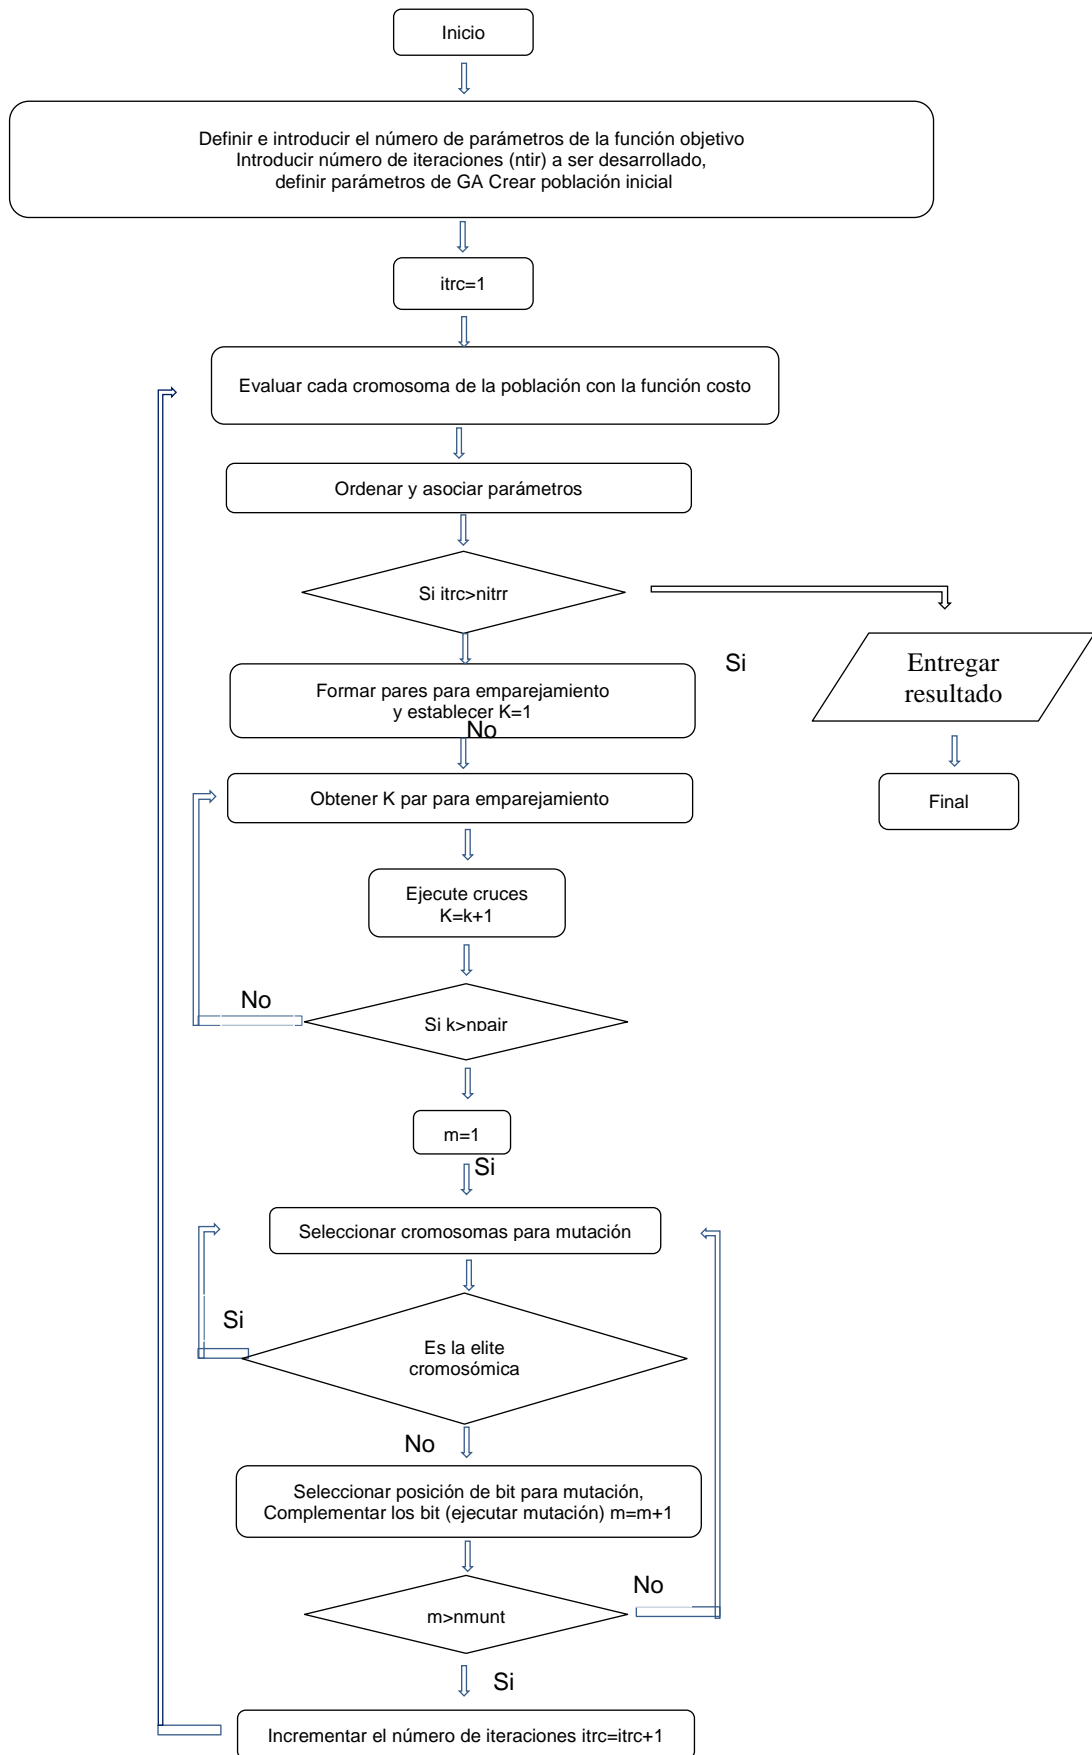 Inicio
Definir e introducir el número de parámetros de la función objetivo
Introducir número de iteraciones (ntir) a ser desarrollado,
definir parámetros de GA Crear población inicial
itrc=1
Evaluar cada cromosoma de la población con la función costo
Ordenar y asociar parámetros
Si itrc>nitrr
Si
Entregar
resultado
Formar pares para emparejamiento
y establecer K=1
No
Obtener K par para emparejamiento
Final
Ejecute cruces
K=k+1
No
Si k>npair
m=1
Si
Seleccionar cromosomas para mutación
Si
Es la elite
cromosómica
No
Seleccionar posición de bit para mutación,
Complementar los bit (ejecutar mutación) m=m+1
No
m>nmunt
Si
Incrementar el número de iteraciones itrc=itrc+1